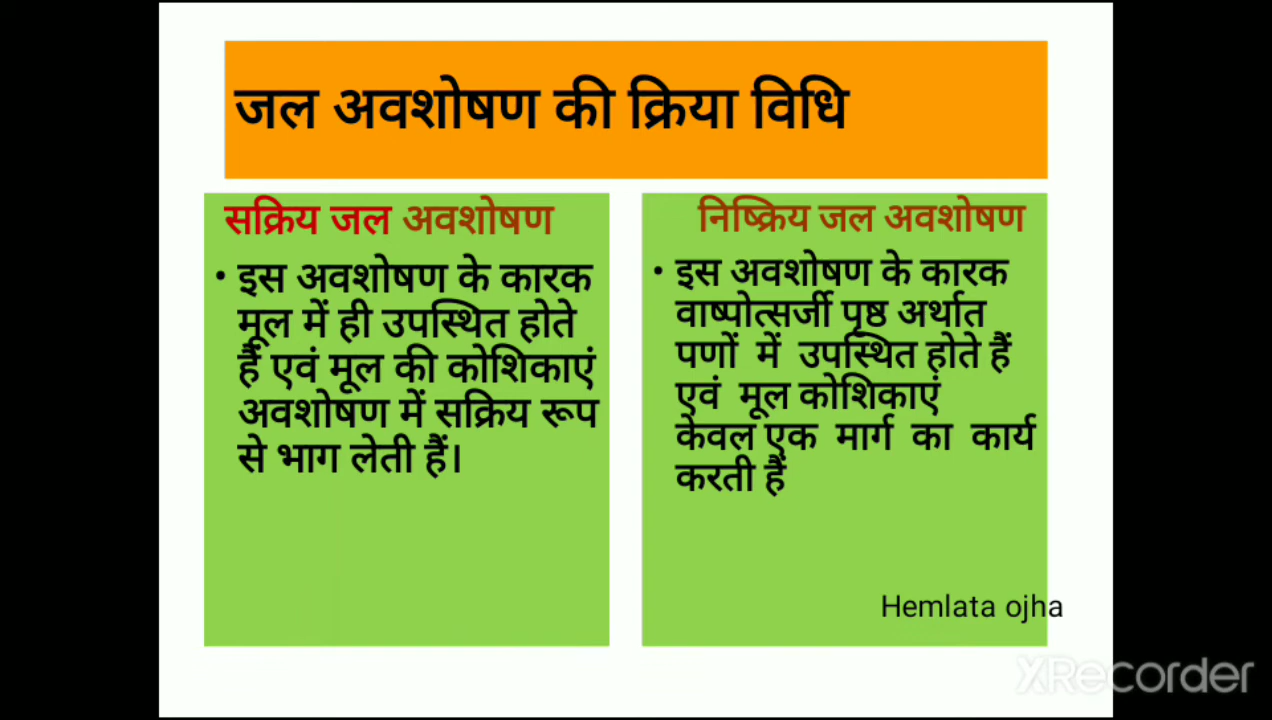 जल अवशोषण की क्रिया विधि
सक्रिय जल अवशोषण
• इस अवशोषण के कारक
मूल में ही उपस्थित होते
हैं एवं मूल की कोशिकाएं
अवशोषण में सक्रिय रूप
से भाग लेती हैं।
निष्क्रिय जल अवशोषण
• इस अवशोषण के कारक
वाष्पोत्सर्जी पृष्ठ अर्थात
पणों में उपस्थित होते हैं
एवं मूल कोशिकाएं
केवल एक मार्ग का कार्य
करती हैं
Hemlata ojha
XRecorder